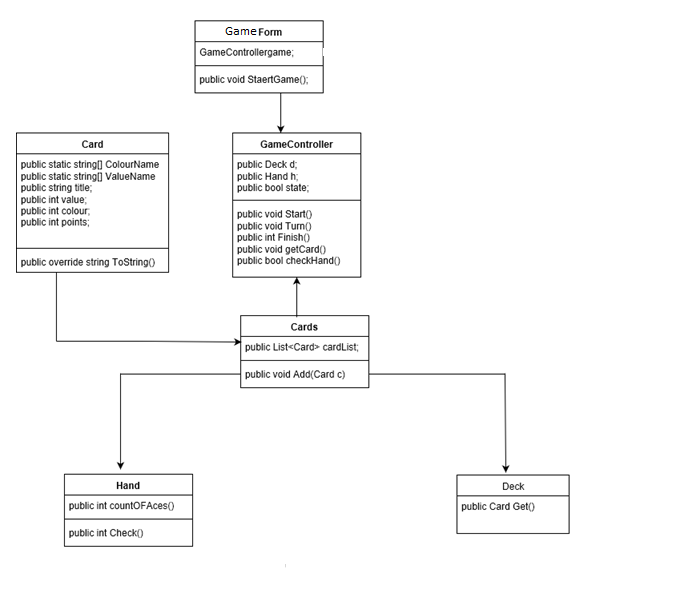 Game Form
GameControllergame;
public void StaertGame();
Card
public static string[] ColourName
public static string[] ValueName
public string title;
public int value;
public int colour;
public int points;
public override string ToString()
GameController
public Deck d;
public Hand h;
public bool state;
public void Start()
public void Turn()
public int Finish()
public void getCard()
public bool checkHand()
Cards
public List<Card> cardList;
public void Add(Card c)
Hand
public int countOFAces()
public int Check()
Deck
public Card Get()